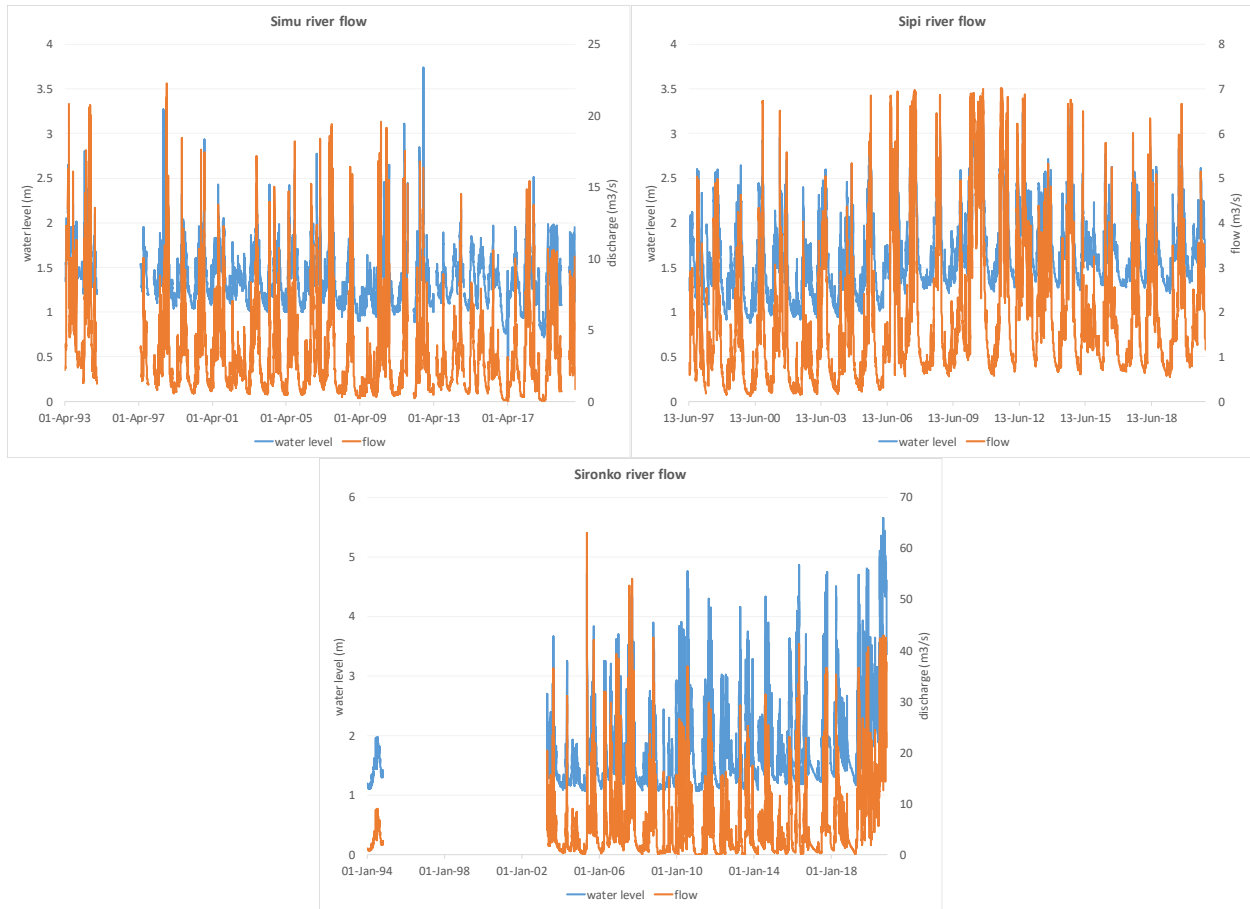 Simu river flow
4
3.5
3
2.5
2
1.5
1
0.5
0
water level (m)
25
20
15
10
5
0
discharge (m3/s)
01-Apr-93
01-Apr-97
01-Apr-01
01-Apr-05
01-Apr-09
01-Apr-13
01-Apr-17
water level
flow
Sipi river flow
4
3.5
3
2.5
2
1.5
1
0.5
0
water level (m)
8
7
6
5
4
3
2
1
0
flow (m3/s)
13-Jun-97
13-Jun-00
13-Jun-03
13-Jun-06
13-Jun-09
13-Jun-12
13-Jun-15
13-Jun-18
water level
flow
Sironko river flow
6
5
4
3
2
1
0
water level (m)
70
60
50
40
30
20
10
0
discharge (m3/s)
01-Jan-94
01-Jan-98
01-Jan-02
01-Jan-06
01-Jan-10
01-Jan-14
01-Jan-18
water level
flow